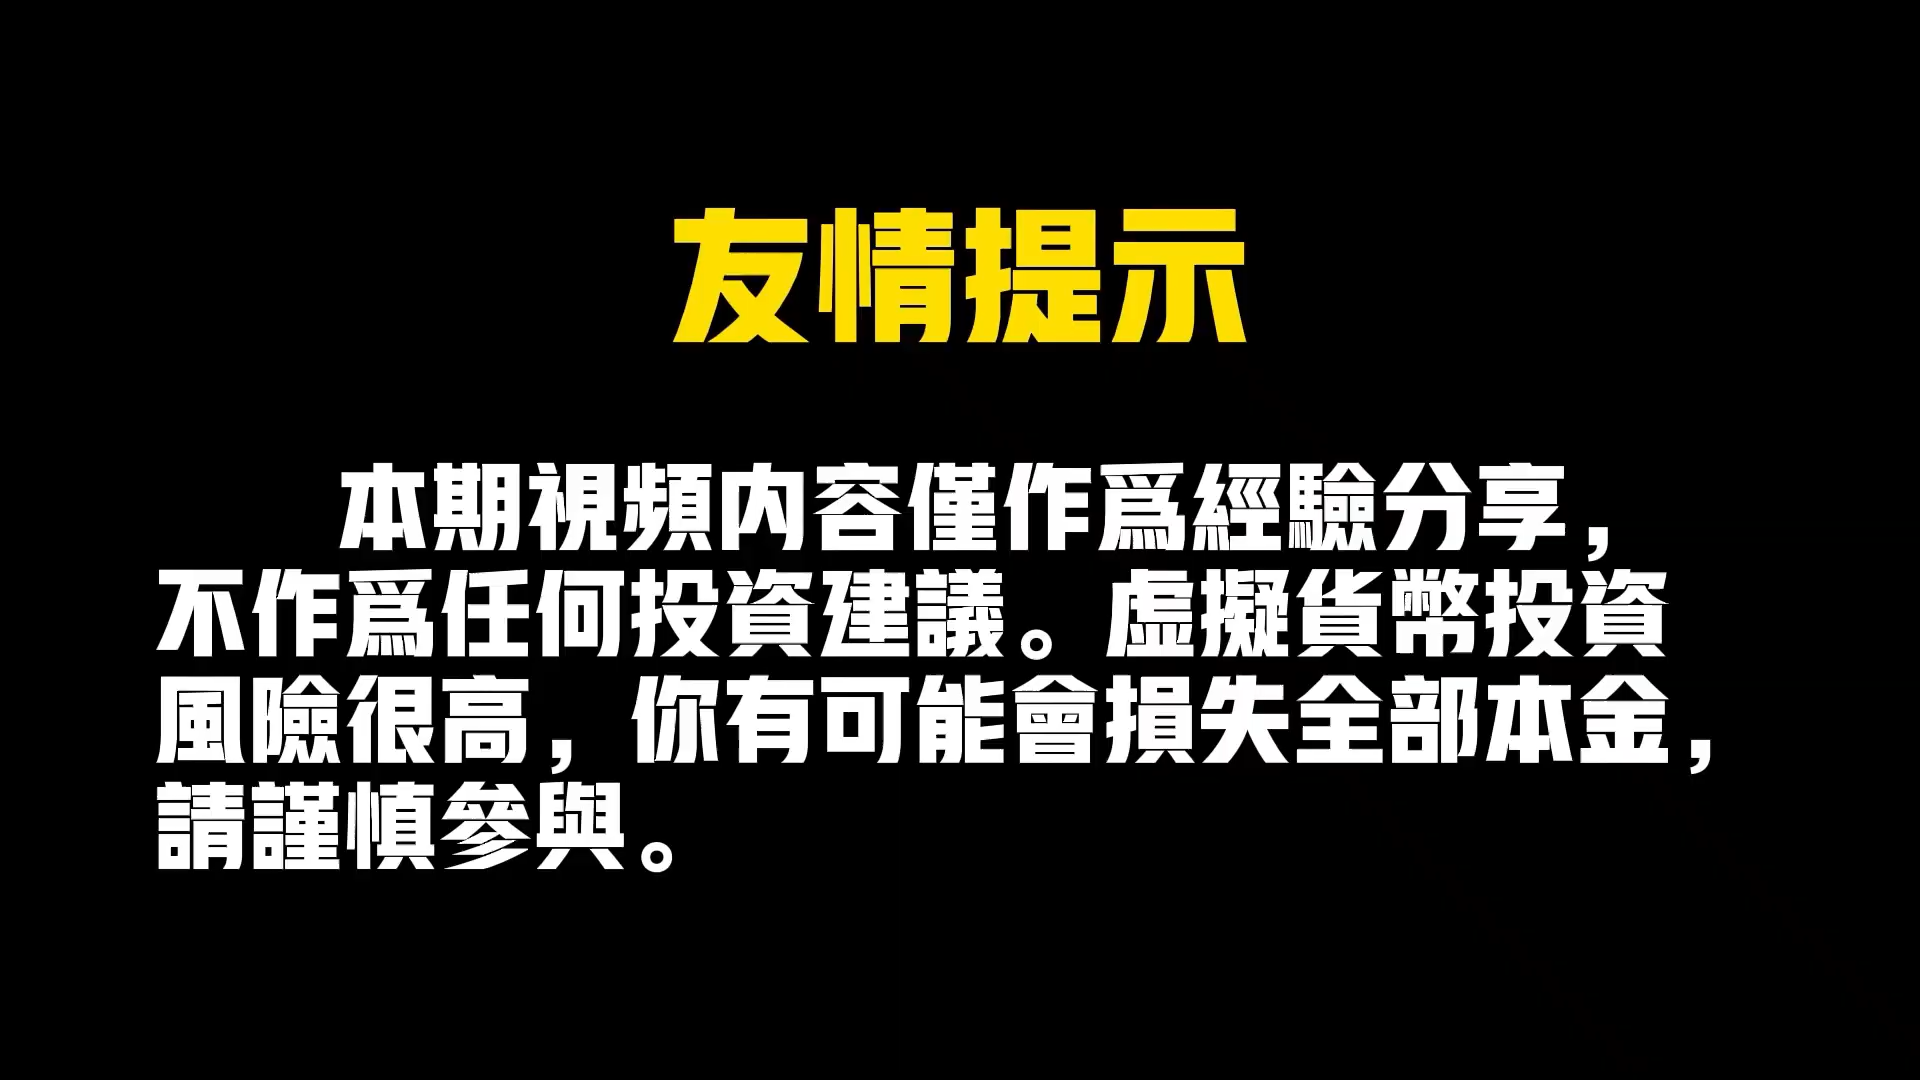 友情提示
本期視頻内容僅作爲經驗分享，
不作爲任何投資建議。虛擬貨幣投資
風險很高，你有可能會損失全部本金，
請謹慎參與。